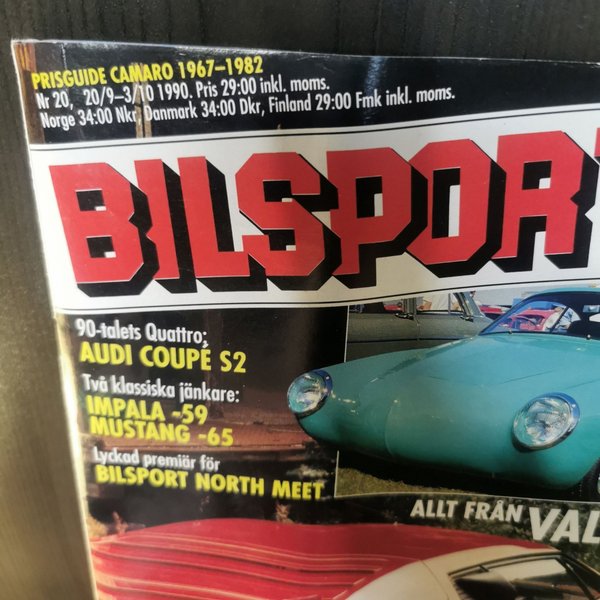 PRISGUIDE CAMARO 1967–1982
Nr 20, 20/9–3/10 1990. Pris 29:00 inkl. moms.
Norge 34:00 Nkr, Danmark 34:00 Dkr, Finland 29:00 Fmk inkl. moms.
BILSPOR
90-talets Quattro:
AUDI COUPÉ S2
Två klassiska jänkare:
IMPALA -59
MUSTANG -65
Lyckad premiär för
BILSPORT NORTH MEET
ALLT FRÅN VAL